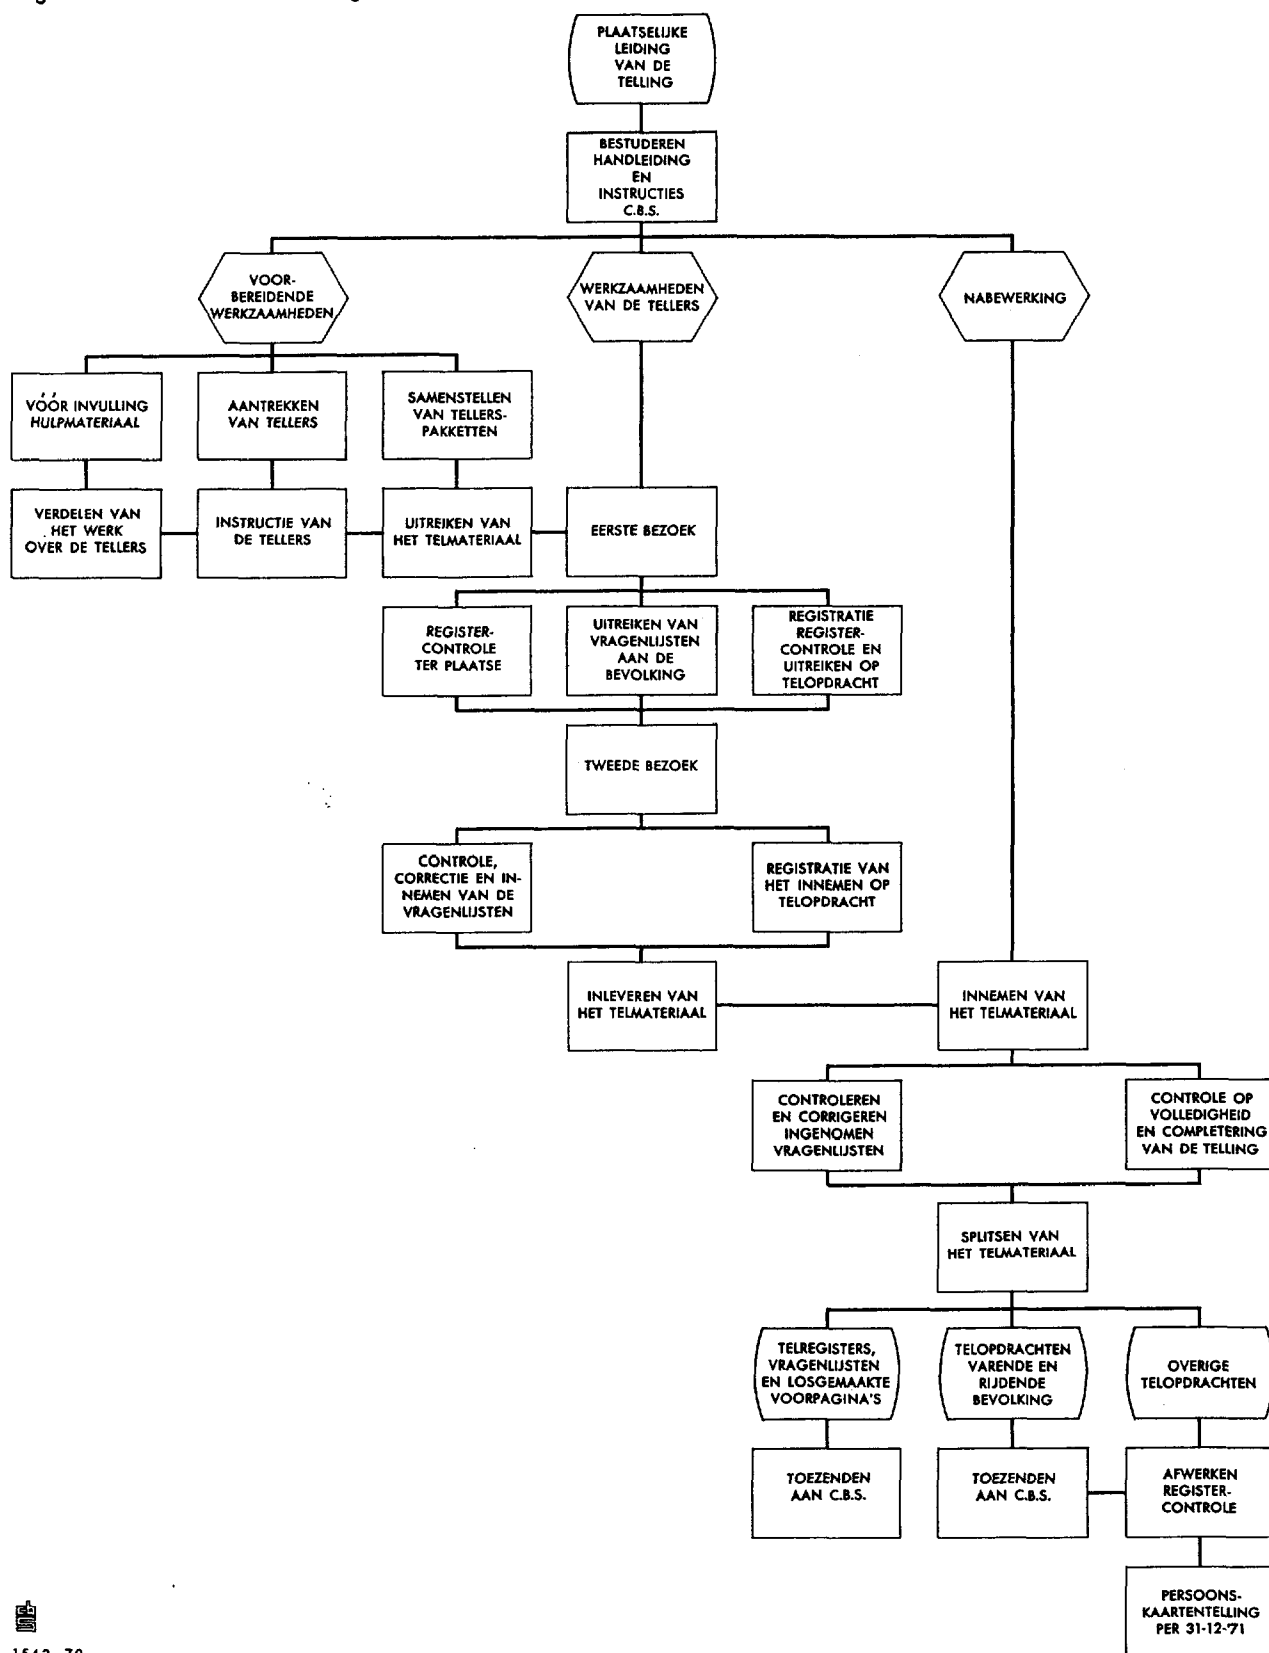 PLAATSELIJKE
LEIDING
VAN DE
TELLING
BESTUDEREN
HANDLEIDING
EN
INSTRUCTIES
C.B.S.
VOOR-
BEREIDENDE
WERKZAAMHEDEN
WERKZAAMHEDEN
VAN DE TELLERS
NABEWERKING
VÓÓR INVULLING
HULPMATERIAAL
AANTREKKEN
VAN TELLERS
SAMENSTELLEN
VAN TELLERS-
PAKKETTEN
VERDELEN VAN
HET WERK
OVER DE TELLERS
INSTRUCTIE VAN
DE TELLERS
UITREIKEN VAN
HET TELMATERIAAL
EERSTE BEZOEK
REGISTER-
CONTROLE
TER PLAATSE
UITREIKEN VAN
VRAGENLIJSTEN
AAN DE
BEVOLKING
REGISTRATIE
REGISTER-
CONTROLE EN
UITREIKEN OP
TELOPDRACHT
TWEEDE BEZOEK
CONTROLE,
CORRECTIE EN IN-
NEMEN VAN DE
VRAGENLIJSTEN
REGISTRATIE VAN
HET INNEMEN OP
TELOPDRACHT
INLEVEREN VAN
HET TELMATERIAAL
INNEMEN VAN
HET TELMATERIAAL
CONTROLEREN
EN CORRIGEREN
INGENOMEN
VRAGENLIJSTEN
CONTROLE OP
VOLLEDIGHEID
EN COMPLETERING
VAN DE TELLING
SPLITSEN VAN
HET TELMATERIAAL
TELREGISTERS,
VRAGENLIJSTEN
EN LOSGEMAAKTE
VOORPAGINA'S
TELOPDRACHTEN
VARENDE EN
RIJDENDE
BEVOLKING
OVERIGE
TELOPDRACHTEN
TOEZENDEN
AAN C.B.S.
TOEZENDEN
AAN C.B.S.
AFWERKEN
REGISTER-
CONTROLE
PERSOONS-
KAARTENTELLING
PER 31-12-'71